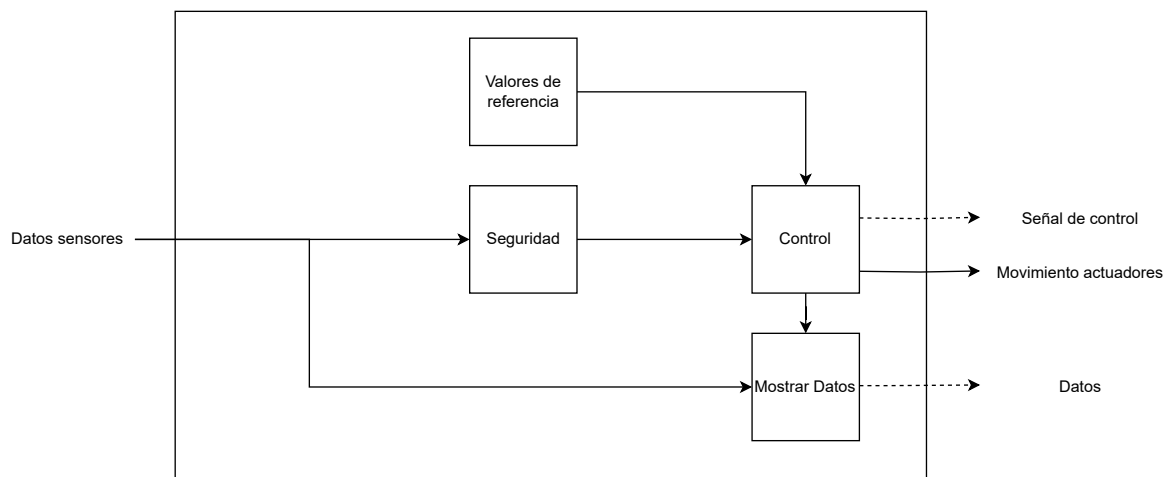 Valores de
referencia
Datos sensores
Seguridad
Control
Señal de control
Movimiento actuadores
Mostrar Datos
Datos